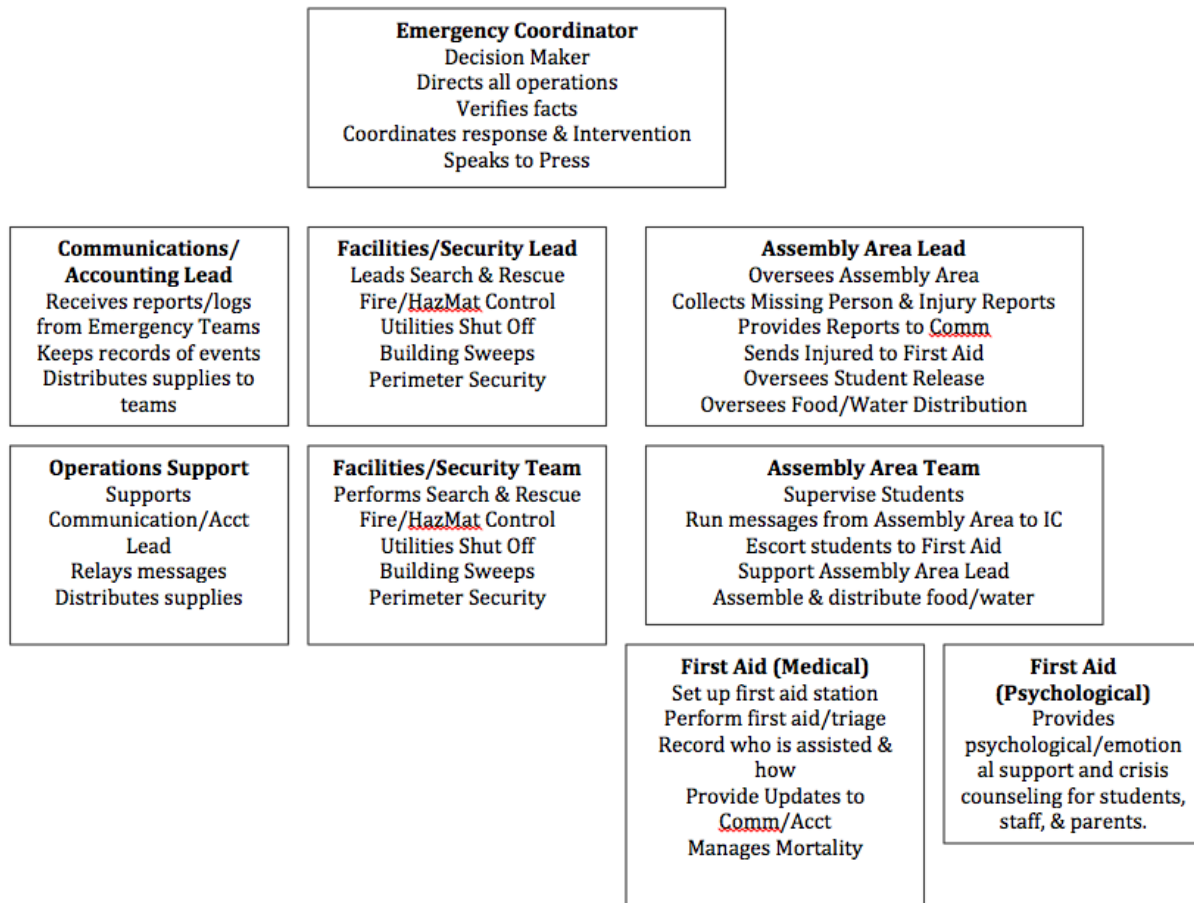 Emergency Coordinator
Decision Maker
Directs all operations
Verifies facts
Coordinates response & Intervention
Speaks to Press
Communications/
Accounting Lead
Receives reports/logs
from Emergency Teams
Keeps records of events
Distributes supplies to
teams
Facilities/Security Lead
Leads Search & Rescue
Fire/HazMat Control
Utilities Shut Off
Building Sweeps
Perimeter Security
Assembly Area Lead
Oversees Assembly Area
Collects Missing Person & Injury Reports
Provides Reports to Comm
Sends Injured to First Aid
Oversees Student Release
Oversees Food/Water Distribution
Operations Support
Supports
Communication/Acct
Lead
Relays messages
Distributes supplies
Facilities/Security Team
Performs Search & Rescue
Fire/HazMat Control
Utilities Shut Off
Building Sweeps
Perimeter Security
Assembly Area Team
Supervise Students
Run messages from Assembly Area to IC
Escort students to First Aid
Support Assembly Area Lead
Assemble & distribute food/water
First Aid (Medical)
Set up first aid station
Perform first aid/triage
Record who is assisted &
how
Provide Updates to
Comm/Acct
Manages Mortality
First Aid
(Psychological)
Provides
psychological/emotion
al support and crisis
counseling for students,
staff, & parents.